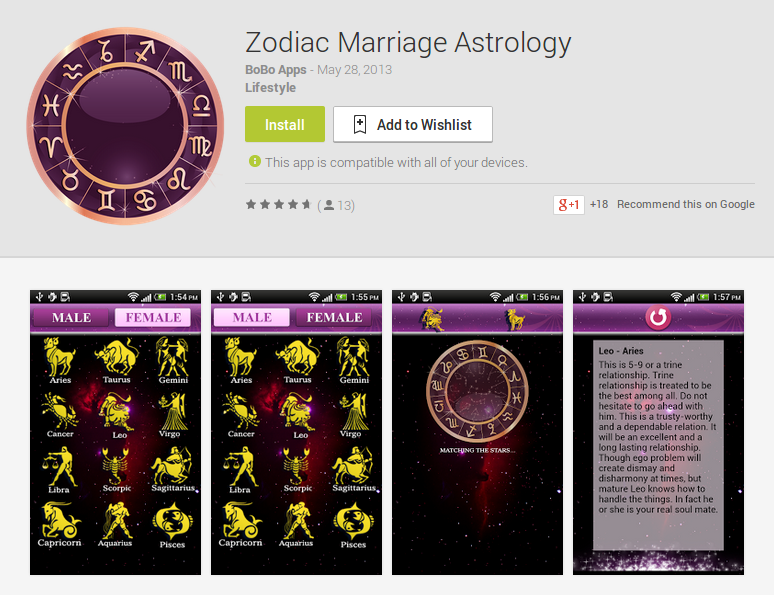 Zodiac Marriage Astrology
BoBo Apps - May 28, 2013
Lifestyle
Install
Add to Wishlist
This app is compatible with all of your devices.
( 13)
g+1 +18 Recommend this on Google
1:54 PM
MALE FEMALE
Aries Taurus Gemini
Cancer Leo Virgo
Libra Scorpic Sagittarius
Capricorn Aquarius Pisces
1:55 PM
MALE FEMALE
Aries Taurus Gemini
Cancer Leo Virgo
Libra Scorpic Sagittarius
Capricorn Aquarius Pisces
1:56 PM
MATCHING THE STARS...
1:57 PM
Leo - Aries
This is 5-9 or a trine
relationship. Trine
relationship is treated to be
the best among all. Do not
hesitate to go ahead with
him. This is a trusty-worthy
and a dependable relation. It
will be an excellent and a
long lasting relationship.
Though ego problem will
create dismay and
disharmony at times, but
mature Leo knows how to
handle the things. In fact he
or she is your real soul mate.